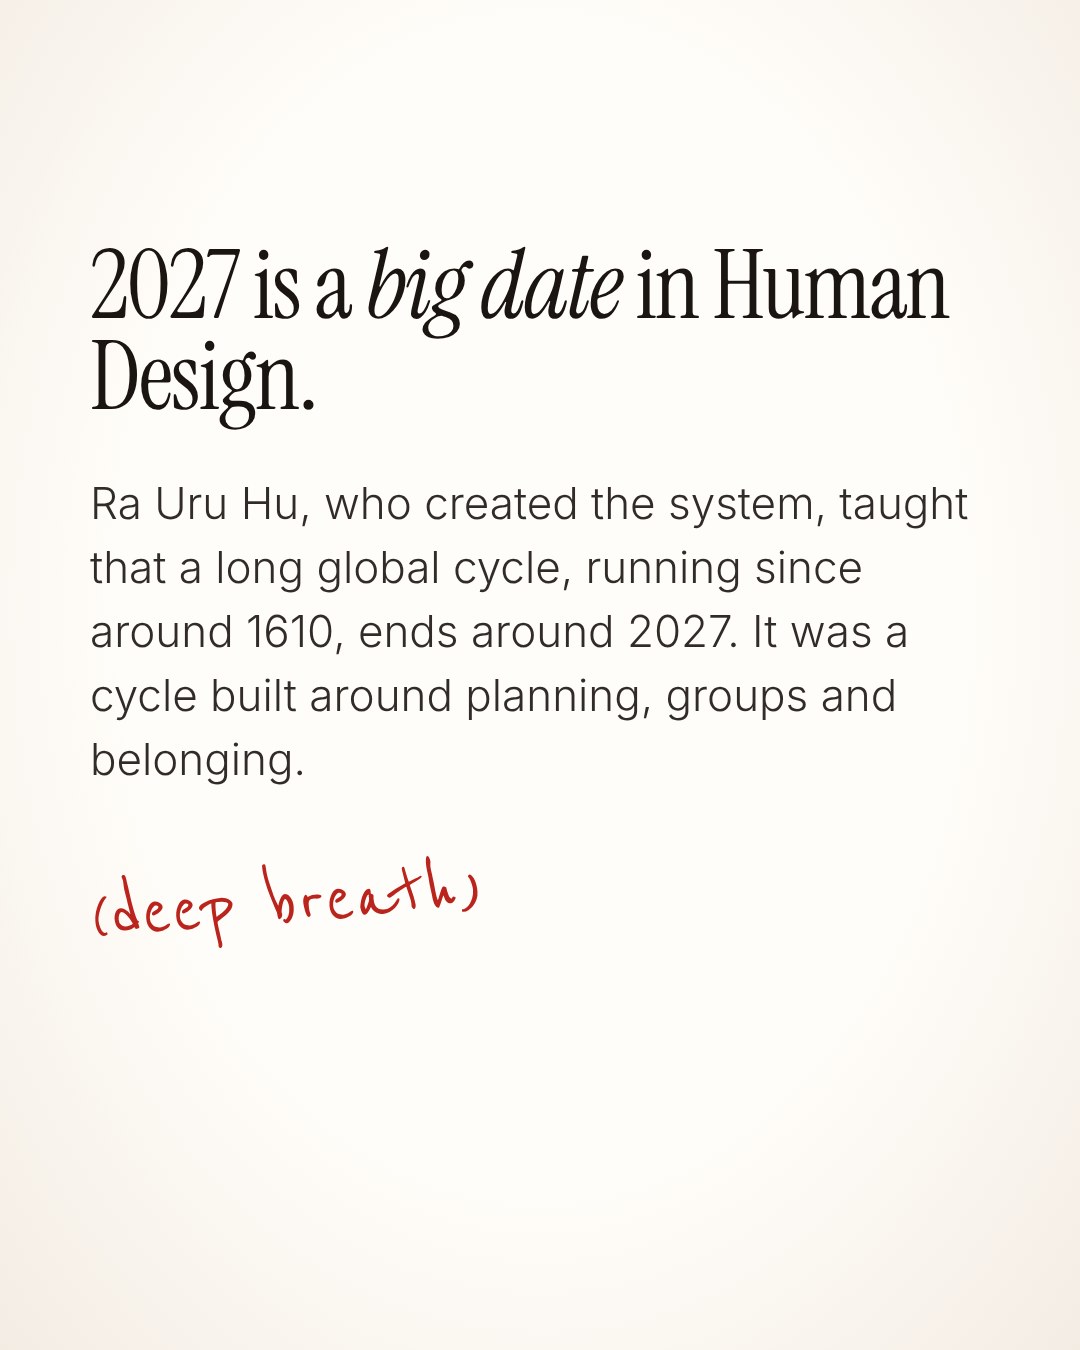 2027 is a big date in Human
Design.
Ra Uru Hu, who created the system, taught
that a long global cycle, running since
around 1610, ends around 2027. It was a
cycle built around planning, groups and
belonging.
(deep breath)